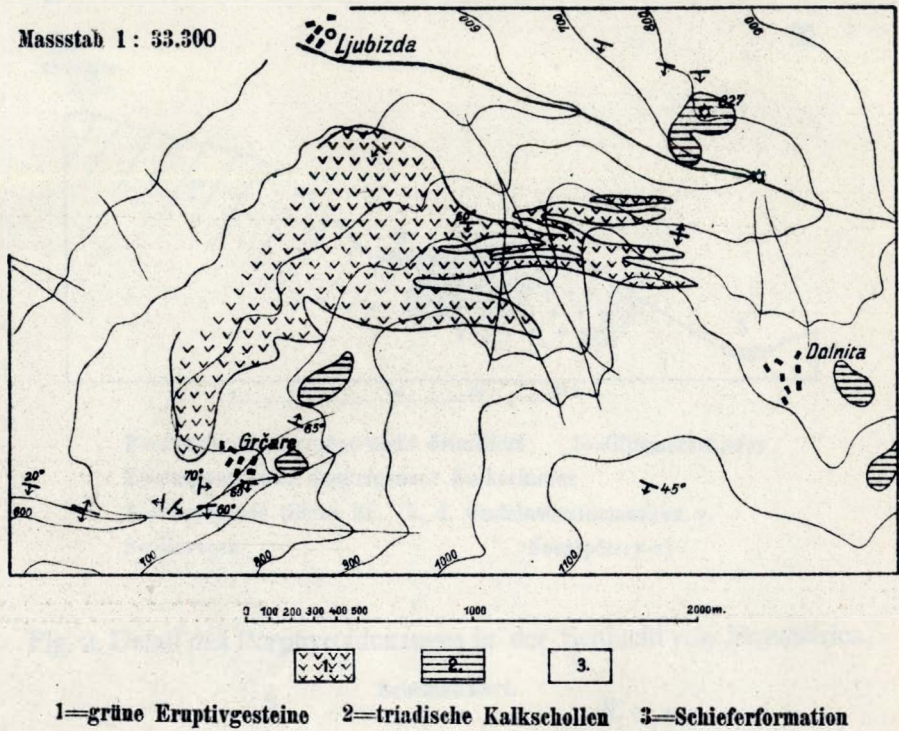 Massstab 1 : 33.300
Ljubizda
600
700
800
900
827
60°
Dolnita
65°
Grčare
70°
68°
60°
20°
600
45°
700
800
900
1000
1100
0 100 200 300 400 500 1000 2000 m.
1. 2. 3.
1=grüne Eruptivgesteine 2=triadische Kalkschollen 3=Schieferformation